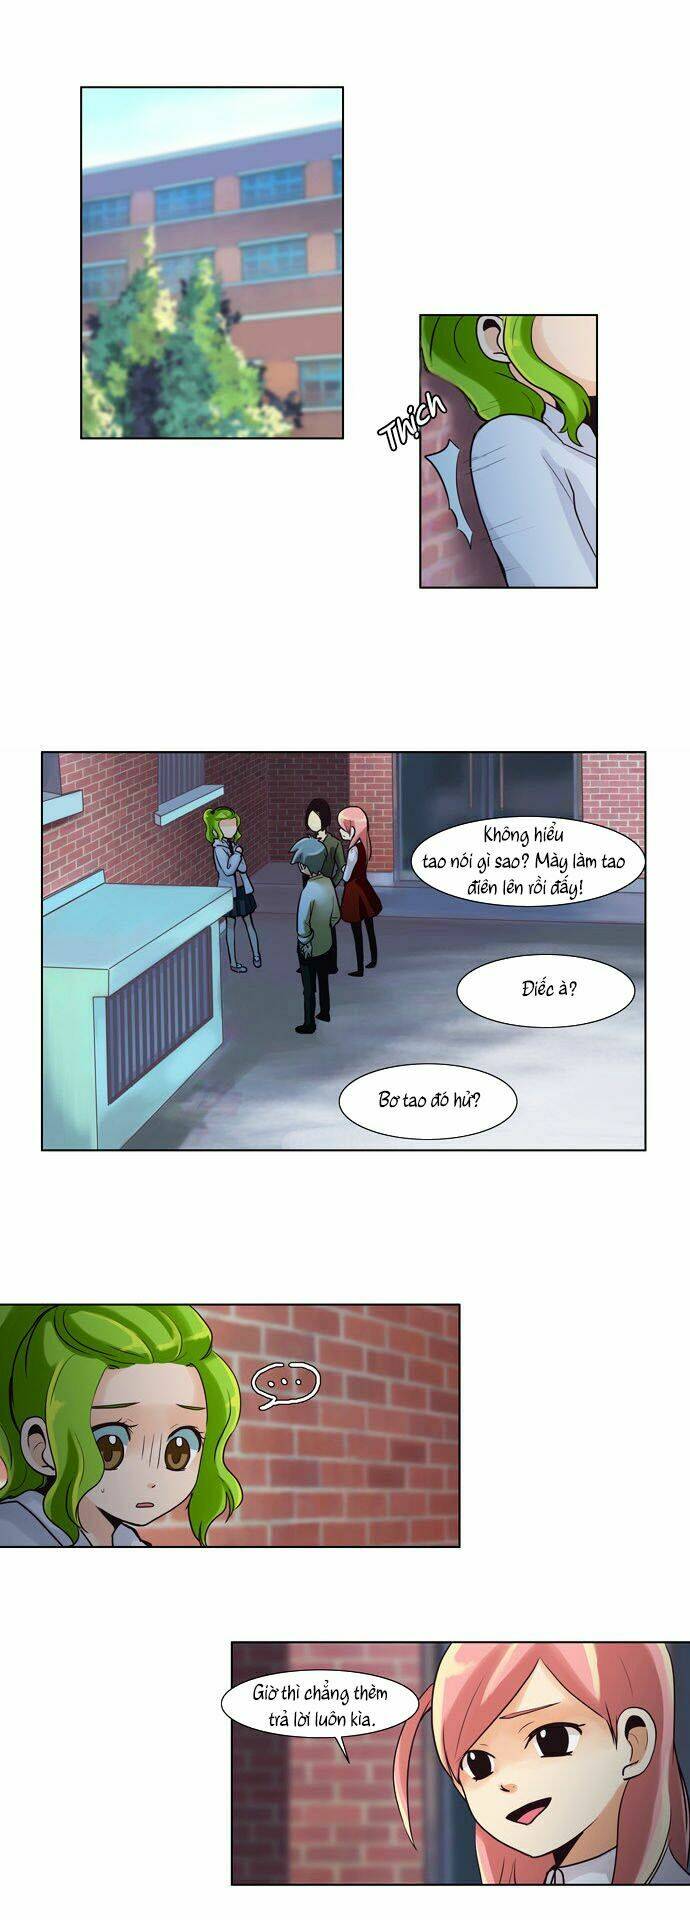 Thịch
Không hiểu
tao nói gì sao? Mày làm tao
điên lên rồi đấy!
Điếc à?
Bơ tao đó hử?
...
Giờ thì chẳng thèm
trả lời luôn kìa.